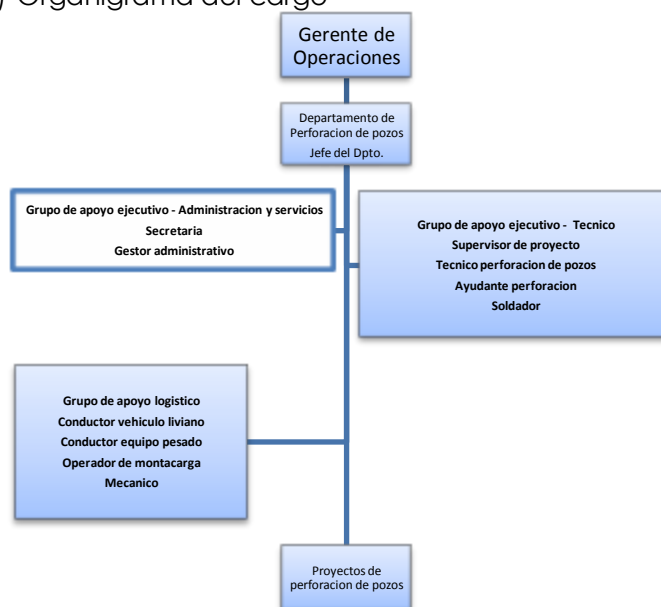 ) Organigrama del cargo
Gerente de
Operaciones
Departamento de
Perforacion de pozos
Jefe del Dpto.
Grupo de apoyo ejecutivo - Administracion y servicios
Secretaria
Gestor administrativo
Grupo de apoyo ejecutivo - Tecnico
Supervisor de proyecto
Tecnico perforacion de pozos
Ayudante perforacion
Soldador
Grupo de apoyo logistico
Conductor vehiculo liviano
Conductor equipo pesado
Operador de montacarga
Mecanico
Proyectos de
perforacion de pozos